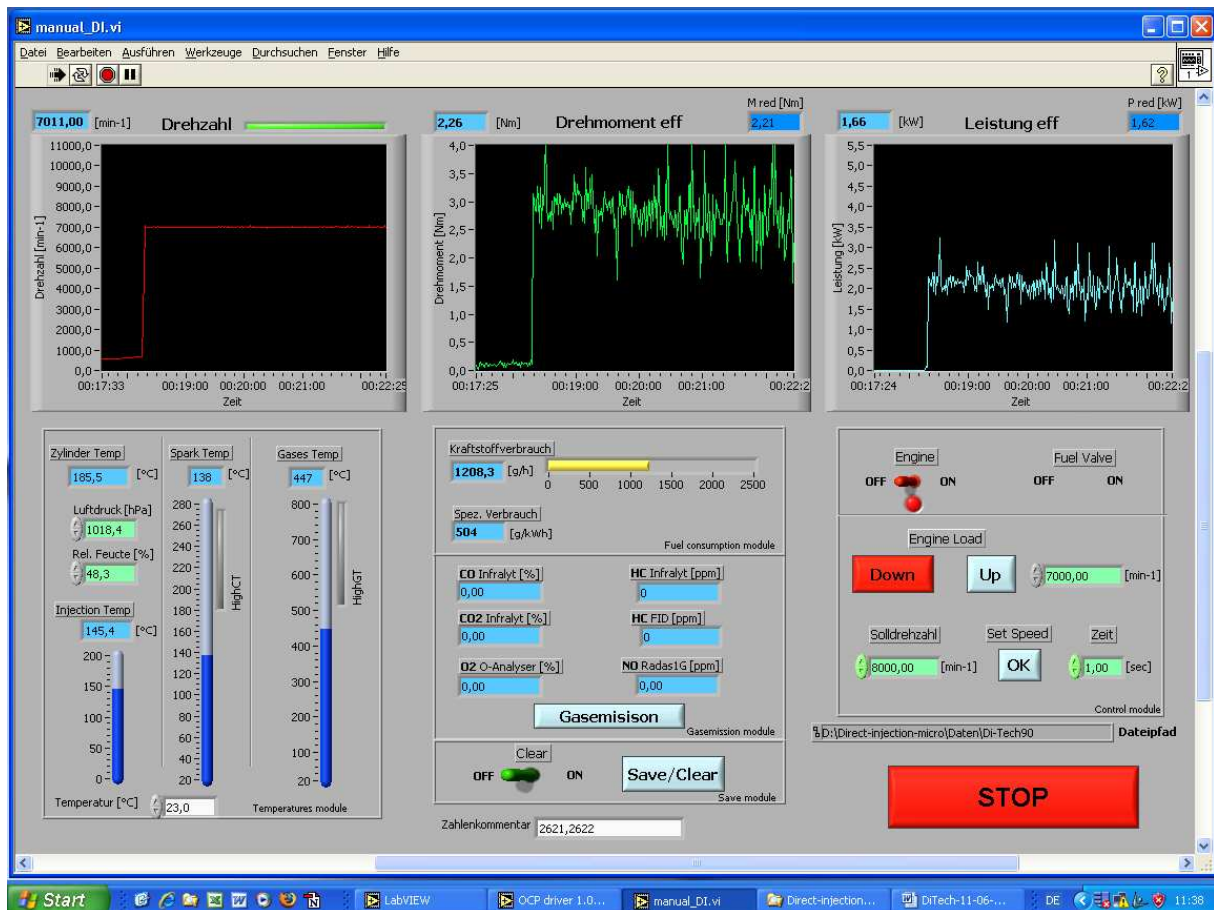 manual_DI.vi
Datei Bearbeiten Ausführen Werkzeuge Durchsuchen Fenster Hilfe
7011,00 [min-1] Drehzahl
11000,0
10000,0
9000,0
8000,0
7000,0
6000,0
5000,0
4000,0
3000,0
2000,0
1000,0
0,0
Drehzahl [min-1]
00:17:33 00:19:00 00:20:00 00:21:00 00:22:25
Zeit
2,26 [Nm] Drehmoment eff
M red [Nm]
2,21
4,0
3,5
3,0
2,5
2,0
1,5
1,0
0,5
0,0
Drehmoment [Nm]
00:17:25 00:19:00 00:20:00 00:21:00 00:22:2
Zeit
1,66 [kW] Leistung eff
P red [kW]
1,62
5,5
5,0
4,5
4,0
3,5
3,0
2,5
2,0
1,5
1,0
0,5
0,0
Leistung [kW]
00:17:24 00:19:00 00:20:00 00:21:00 00:22:2
Zeit
Zylinder Temp
185,5 [°C]
Luftdruck [hPa]
1018,4
Rel. Feuchte [%]
48,3
Injection Temp
145,4 [°C]
200
150
100
50
0
Temperatur [°C] 23,0
Spark Temp
138 [°C]
280
260
240
220
200
180
160
140
120
100
80
60
40
20
HighCT
Gases Temp
447 [°C]
800
700
600
500
400
300
200
100
20
HighGT
Temperatures module
Kraftstoffverbrauch
1208,3 [g/h]
0 500 1000 1500 2000 2500
Spez. Verbrauch
504 [g/kWh]
Fuel consumption module
CO Infralyt [%] HC Infralyt [ppm]
0,00 0
CO2 Infralyt [%] HC FID [ppm]
0,00 0
O2 O-Analyser [%] NO Radas1G [ppm]
0,00 0,00
Gasemisison
Gasmission module
Clear
OFF ON
Save/Clear
Save module
Zahlenkommentar 2621,2622
Engine Fuel Valve
OFF ON OFF ON
Engine Load
Down Up 7000,00 [min-1]
Solldrehzahl Set Speed Zeit
8000,00 [min-1] OK 1,00 [sec]
Control module
D:\Direct-injection-micro\Daten\Di-Tech90 Dateipfad
STOP
Start LabVIEW OCP driver 1.0... manual_DI.vi Direct-injection... DiTech-11-06-... DE 11:38